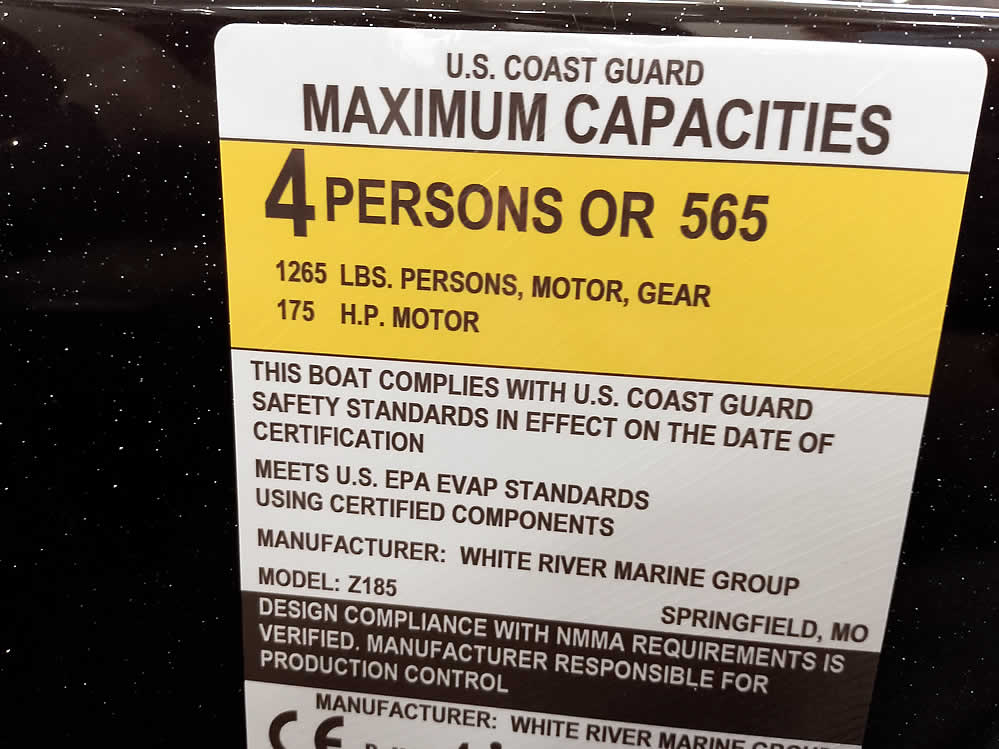 U.S. COAST GUARD
MAXIMUM CAPACITIES
4 PERSONS OR 565
1265 LBS. PERSONS, MOTOR, GEAR
175 H.P. MOTOR
THIS BOAT COMPLIES WITH U.S. COAST GUARD
SAFETY STANDARDS IN EFFECT ON THE DATE OF
CERTIFICATION
MEETS U.S. EPA EVAP STANDARDS
USING CERTIFIED COMPONENTS
MANUFACTURER: WHITE RIVER MARINE GROUP
MODEL: Z185
SPRINGFIELD, MO
DESIGN COMPLIANCE WITH NMMA REQUIREMENTS IS
VERIFIED. MANUFACTURER RESPONSIBLE FOR
PRODUCTION CONTROL
MANUFACTURER: WHITE RIVER MARINE GROUP
CE